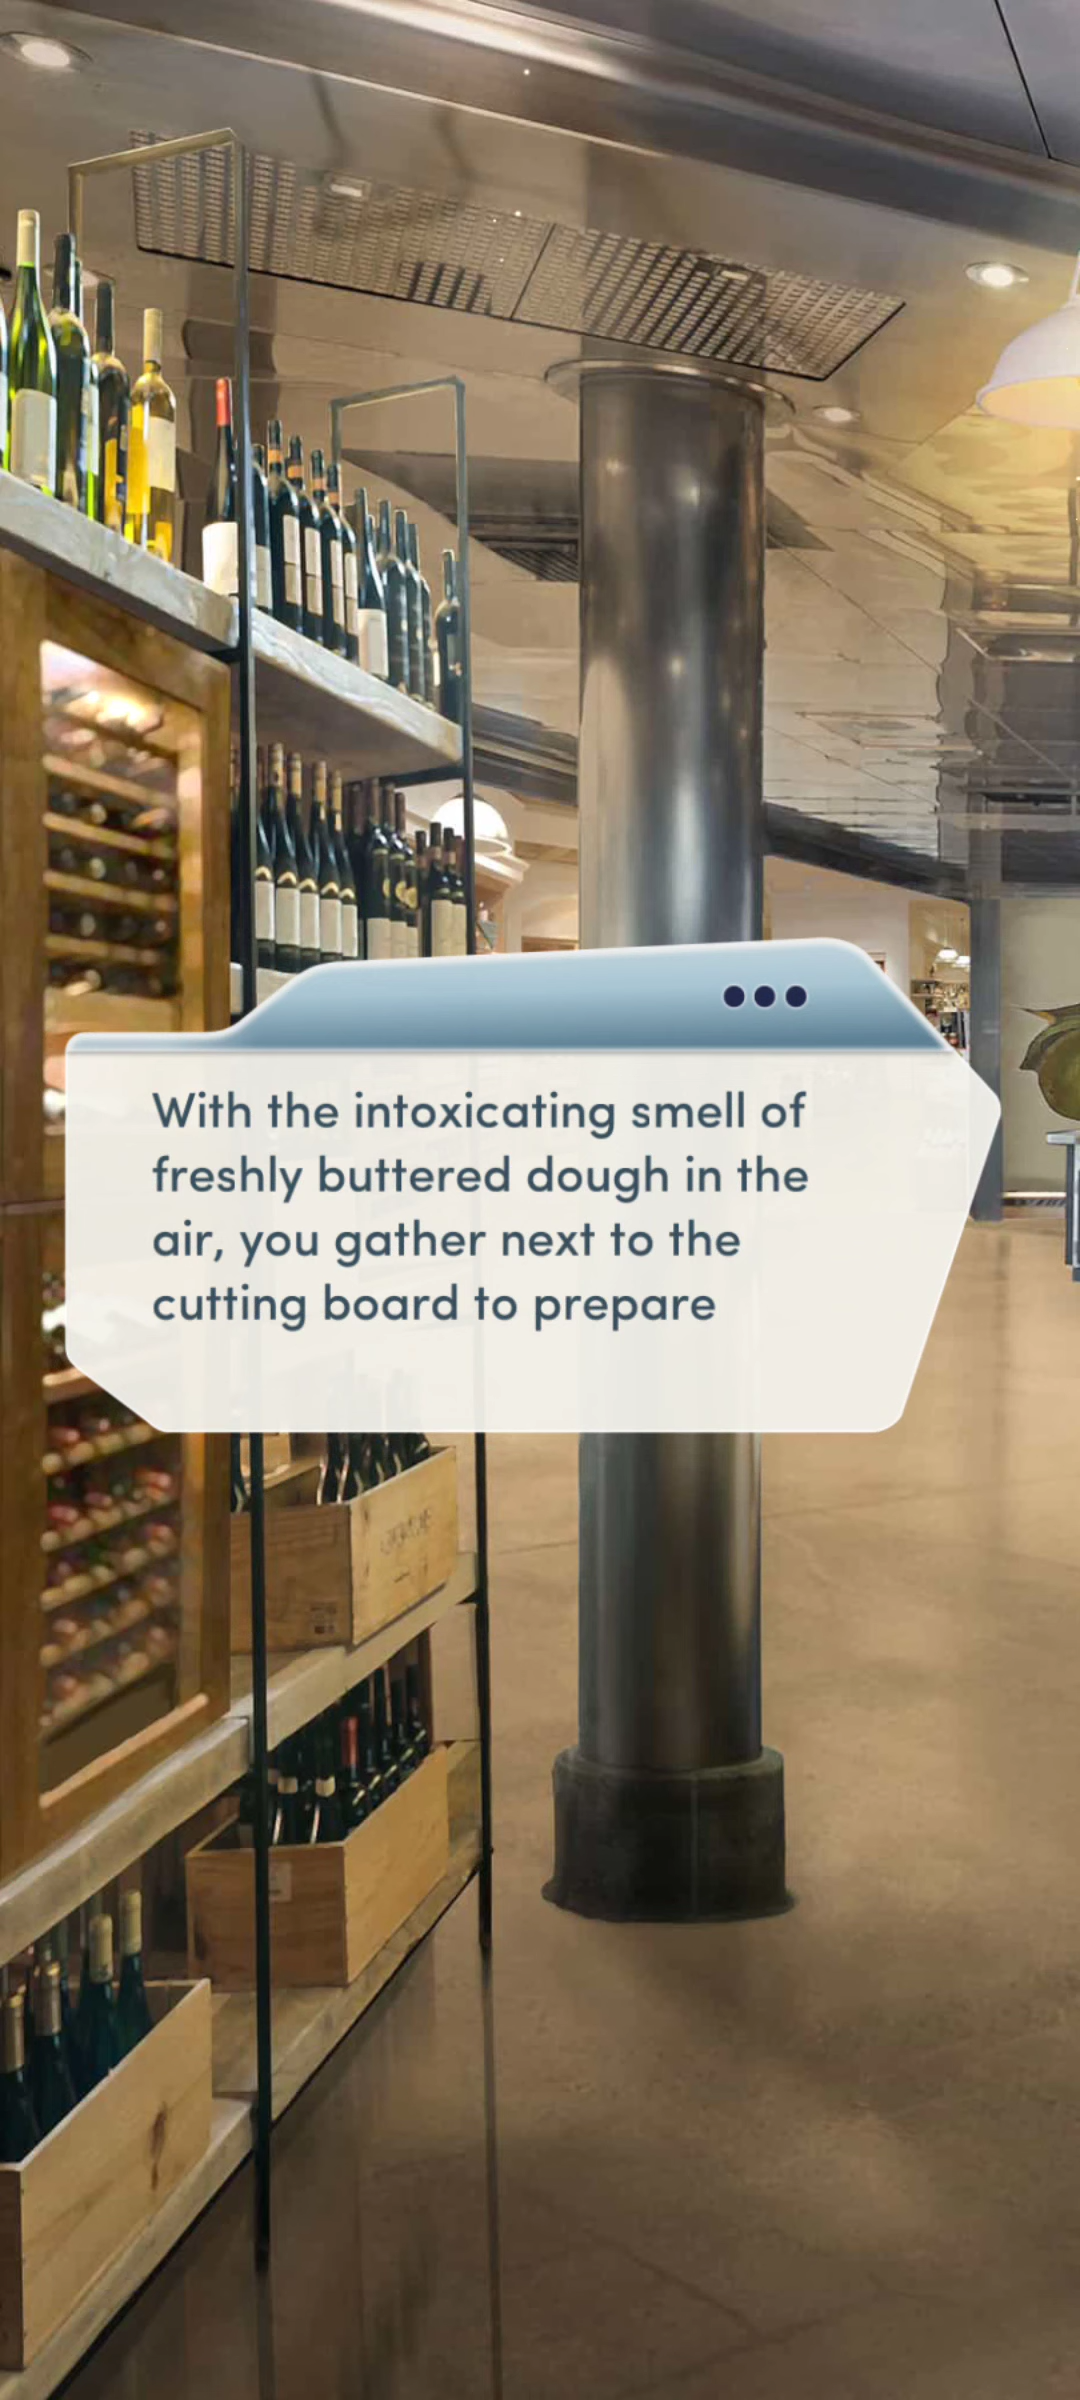 With the intoxicating smell of
freshly buttered dough in the
air, you gather next to the
cutting board to prepare